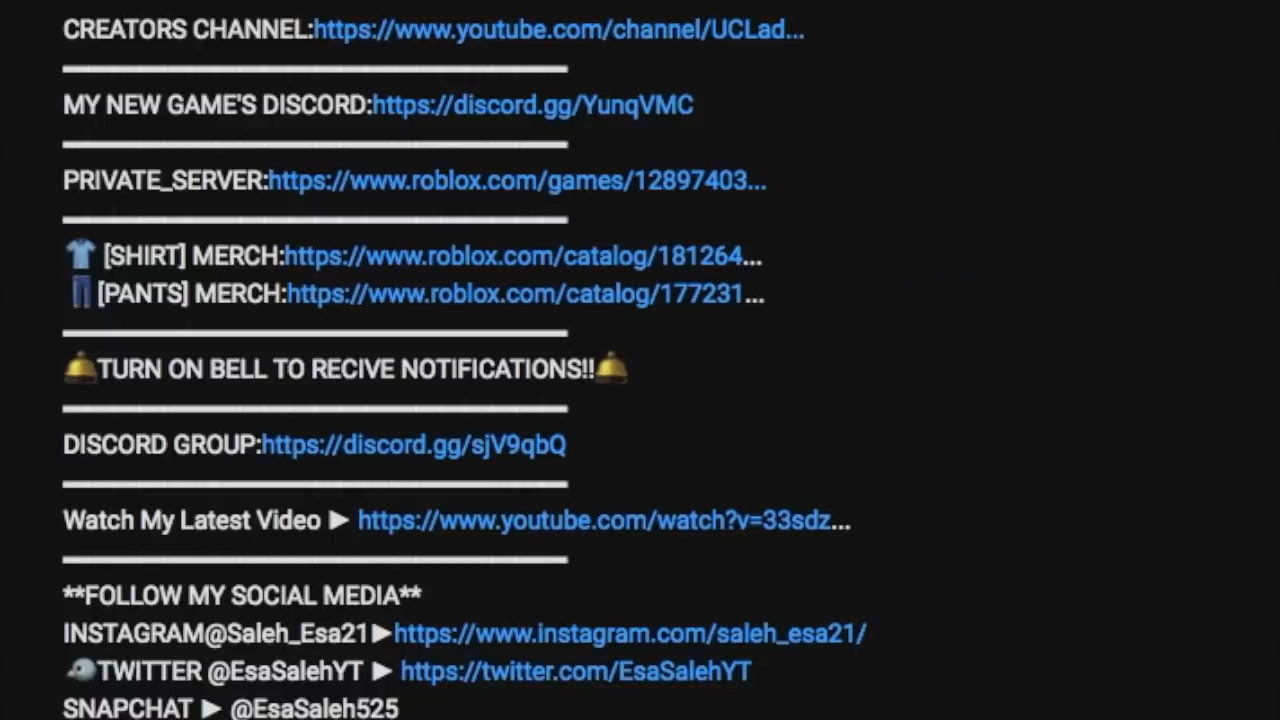 CREATORS CHANNEL:https://www.youtube.com/channel/UCLad...
MY NEW GAME'S DISCORD:https://discord.gg/YunqVMC
PRIVATE_SERVER:https://www.roblox.com/games/12897403...
👕 [SHIRT] MERCH:https://www.roblox.com/catalog/181264...
👖[PANTS] MERCH:https://www.roblox.com/catalog/177231...
🔔TURN ON BELL TO RECIVE NOTIFICATIONS!!🔔
DISCORD GROUP:https://discord.gg/sjV9qbQ
Watch My Latest Video ► https://www.youtube.com/watch?v=33sdz...
**FOLLOW MY SOCIAL MEDIA**
INSTAGRAM@Saleh_Esa21►https://www.instagram.com/saleh_esa21/
🐦TWITTER @EsaSalehYT ► https://twitter.com/EsaSalehYT
SNAPCHAT ► @EsaSaleh525